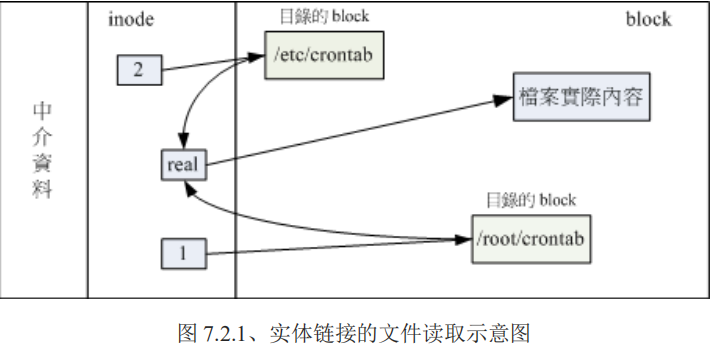 inode
目錄的 block
block
2
/etc/crontab
中介資料
檔案實際內容
real
目錄的 block
1
/root/crontab
图 7.2.1、实体链接的文件读取示意图